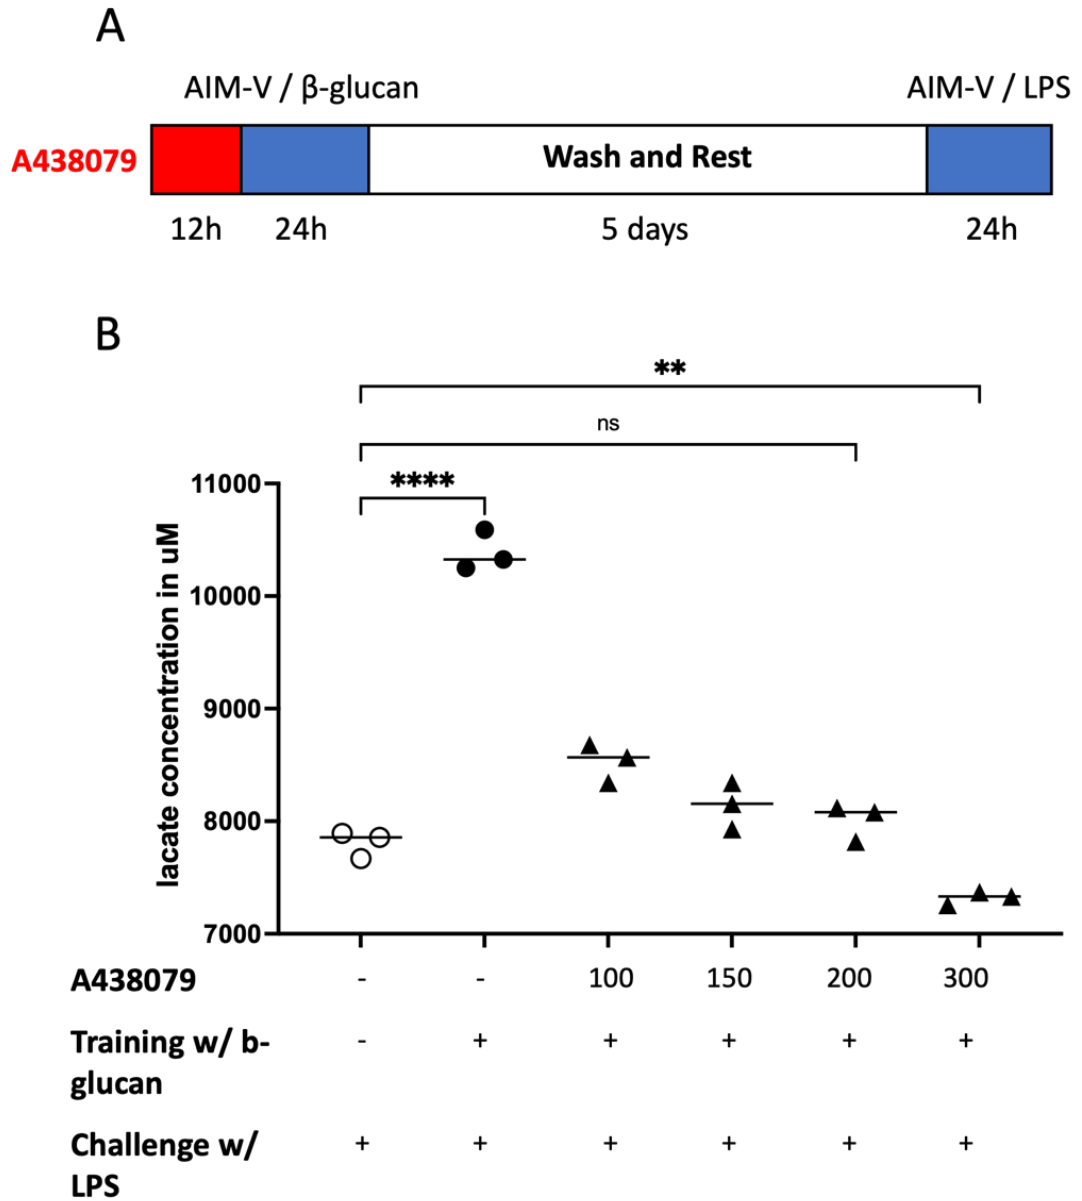 A
AIM-V / β-glucan
AIM-V / LPS
A438079
Wash and Rest
12h
24h
5 days
24h
B
**
ns
****
11000
10000
9000
8000
7000
lacate concentration in uM
A438079
-
-
100
150
200
300
Training w/ b-
glucan
-
+
+
+
+
+
Challenge w/
LPS
+
+
+
+
+
+